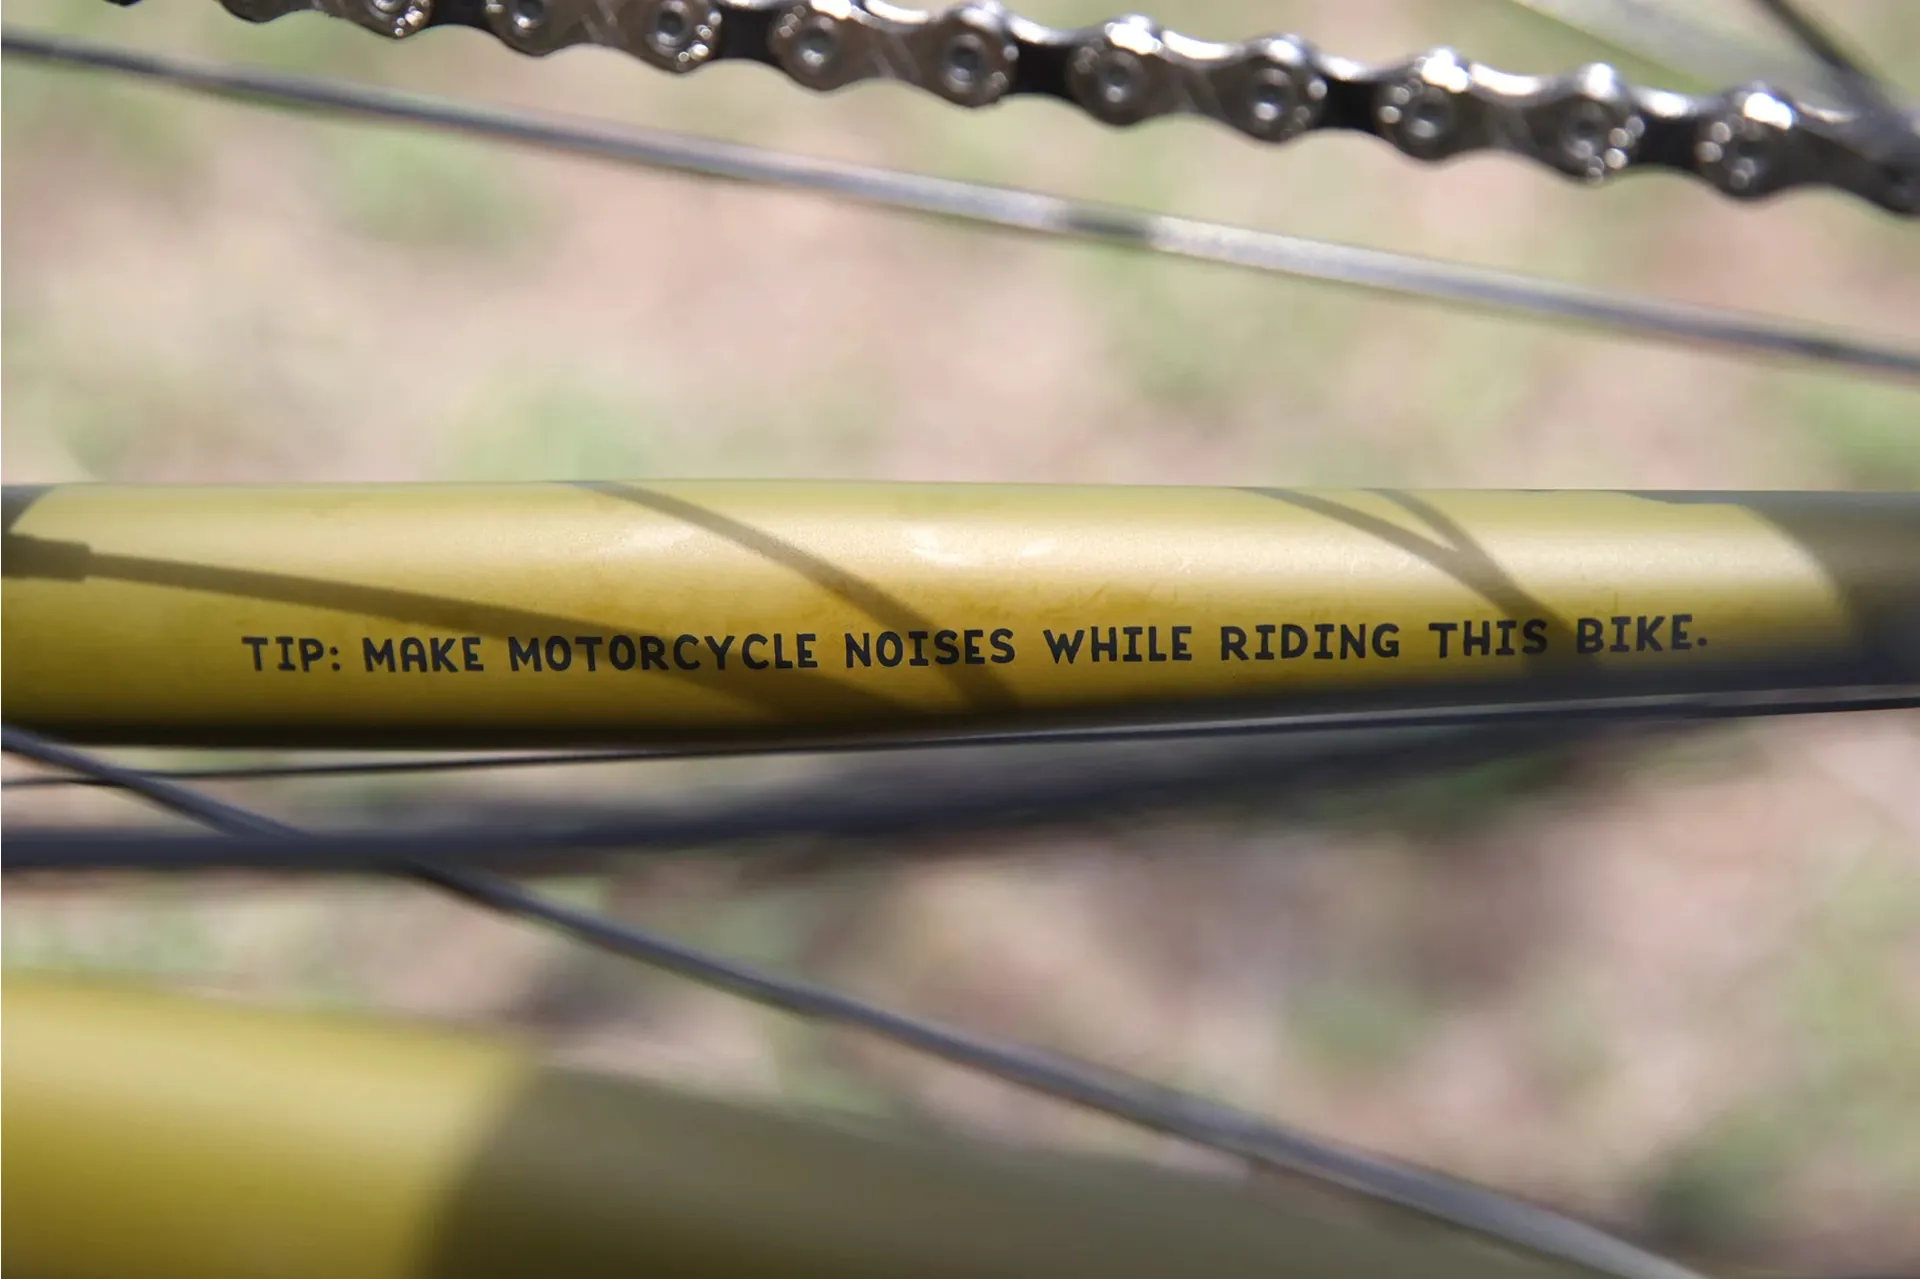 TIP: MAKE MOTORCYCLE NOISES WHILE RIDING THIS BIKE.